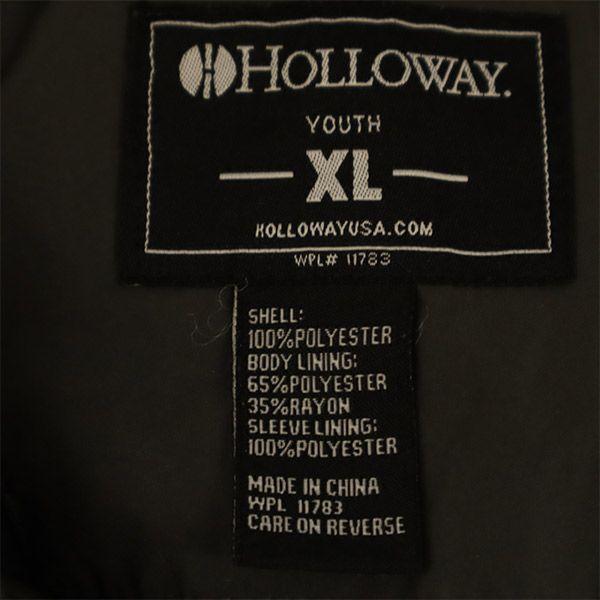 HOLLOWAY.
YOUTH
XL
HOLLOWAYUSA.COM
WPL# 11783
SHELL:
100%POLYESTER
BODY LINING:
65%POLYESTER
35%RAYON
SLEEVE LINING:
100%POLYESTER
MADE IN CHINA
WPL 11783
CARE ON REVERSE